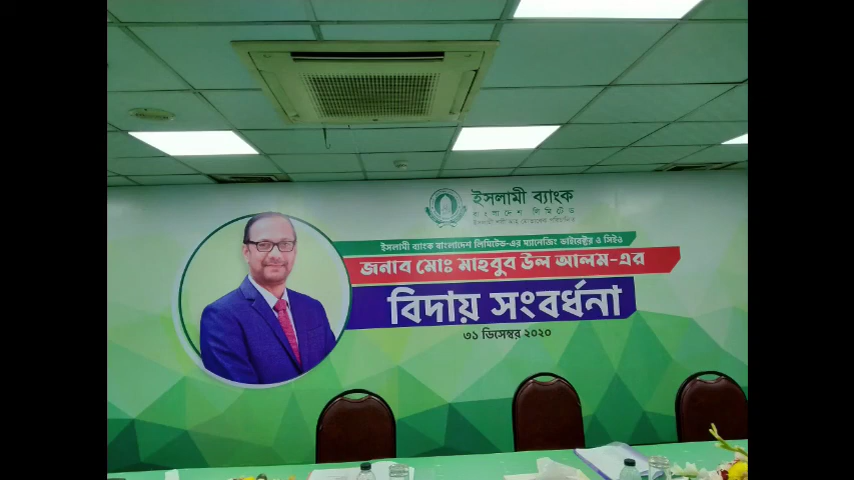 ইসলামী ব্যাংক
বাংলাদেশ লিমিটেড
ইসলামী ব্যাংক বাংলাদেশ লিমিটেড-এর ম্যানেজিং ডাইরেক্টর ও সিইও
জনাব মোঃ মাহবুব উল আলম-এর
বিদায় সংবর্ধনা
৩১ ডিসেম্বর ২০২০